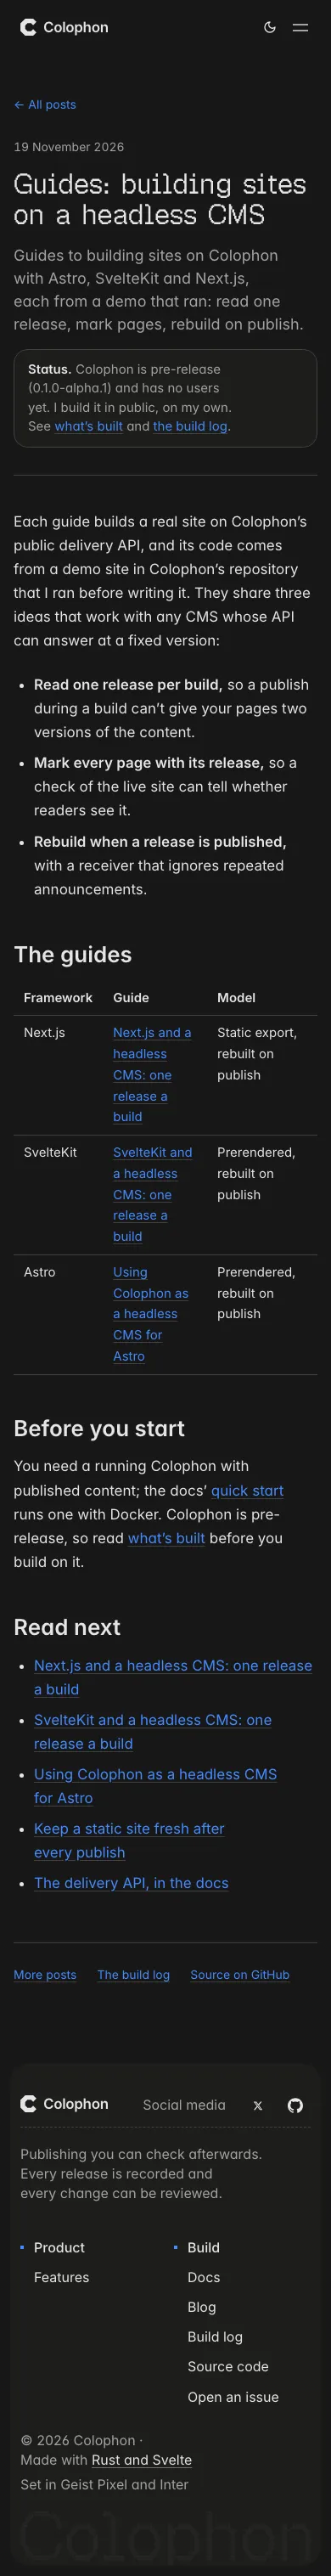 Colophon
← All posts
19 November 2026
Guides: building sites
on a headless CMS
Guides to building sites on Colophon
with Astro, SvelteKit and Next.js,
each from a demo that ran: read one
release, mark pages, rebuild on publish.
Status. Colophon is pre-release
(0.1.0-alpha.1) and has no users
yet. I build it in public, on my own.
See what’s built and the build log.
Each guide builds a real site on Colophon’s
public delivery API, and its code comes
from a demo site in Colophon’s repository
that I ran before writing it. They share three
ideas that work with any CMS whose API
can answer at a fixed version:
• Read one release per build, so a publish
during a build can’t give your pages two
versions of the content.
• Mark every page with its release, so a
check of the live site can tell whether
readers see it.
• Rebuild when a release is published,
with a receiver that ignores repeated
announcements.
The guides
Framework Guide Model
Next.js Next.js and a Static export,
headless rebuilt on
CMS: one publish
release a
build
SvelteKit SvelteKit and Prerendered,
a headless rebuilt on
CMS: one publish
release a
build
Astro Using Prerendered,
Colophon as rebuilt on
a headless publish
CMS for
Astro
Before you start
You need a running Colophon with
published content; the docs’ quick start
runs one with Docker. Colophon is pre-
release, so read what’s built before you
build on it.
Read next
• Next.js and a headless CMS: one release
a build
• SvelteKit and a headless CMS: one
release a build
• Using Colophon as a headless CMS
for Astro
• Keep a static site fresh after
every publish
• The delivery API, in the docs
More posts The build log Source on GitHub
Colophon Social media
Publishing you can check afterwards.
Every release is recorded and
every change can be reviewed.
Product Build
Features Docs
Blog
Build log
Source code
Open an issue
© 2026 Colophon ·
Made with Rust and Svelte
Set in Geist Pixel and Inter
Colophon